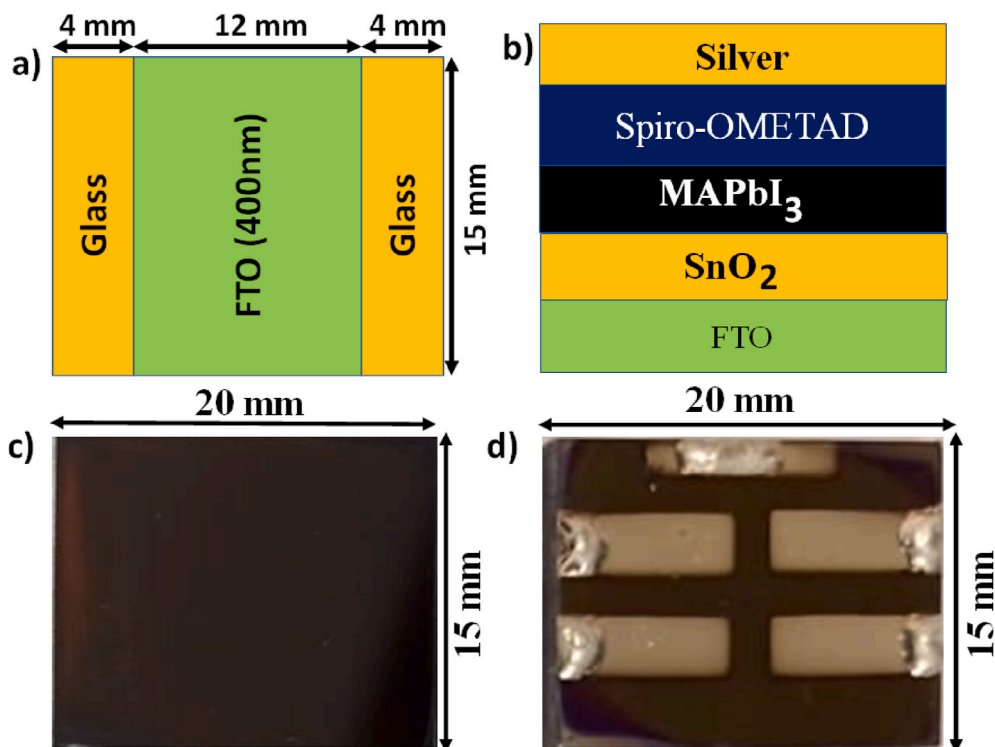 4 mm 12 mm 4 mm
a)
Glass
FTO (400nm)
Glass
15 mm
b)
Silver
Spiro-OMETAD
MAPbI3
SnO2
FTO
20 mm
c)
15 mm
20 mm
d)
15 mm